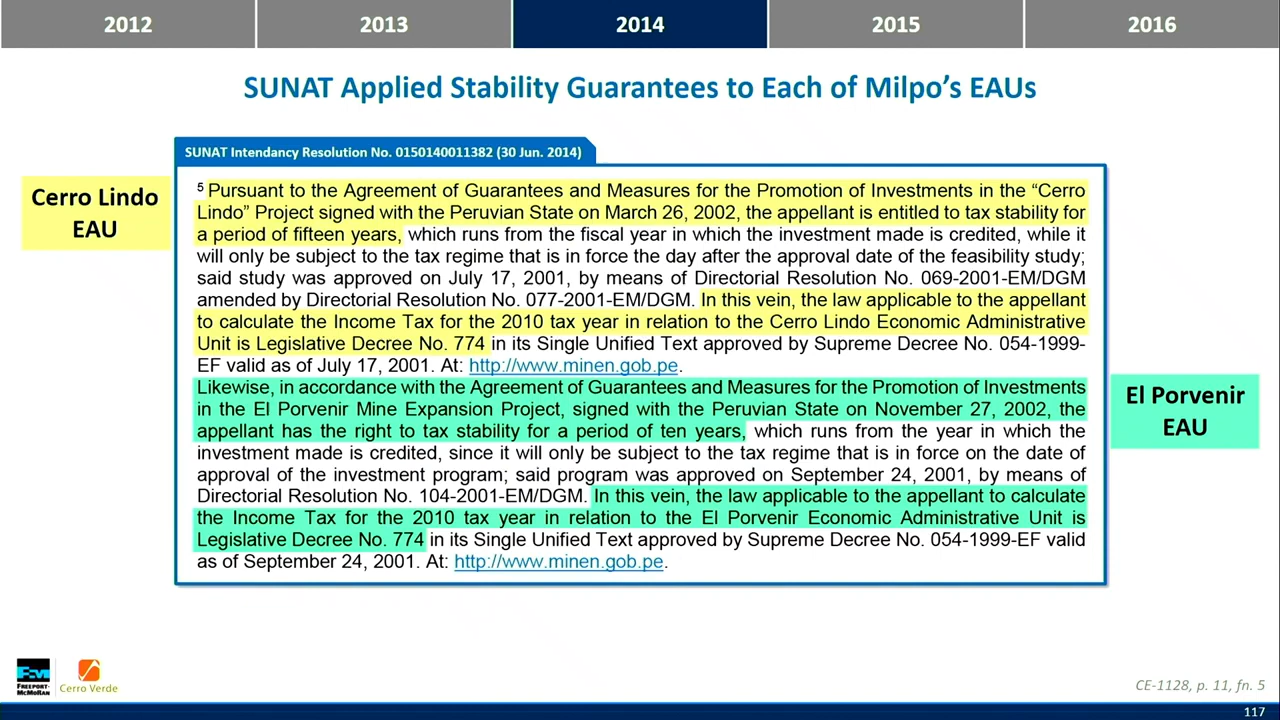 2012 2013 2014 2015 2016
SUNAT Applied Stability Guarantees to Each of Milpo's EAUs
SUNAT Intendancy Resolution No. 0150140011382 (30 Jun. 2014)
Cerro Lindo
EAU
5 Pursuant to the Agreement of Guarantees and Measures for the Promotion of Investments in the “Cerro
Lindo” Project signed with the Peruvian State on March 26, 2002, the appellant is entitled to tax stability for
a period of fifteen years, which runs from the fiscal year in which the investment made is credited, while it
will only be subject to the tax regime that is in force the day after the approval date of the feasibility study;
said study was approved on July 17, 2001, by means of Directorial Resolution No. 069-2001-EM/DGM
amended by Directorial Resolution No. 077-2001-EM/DGM. In this vein, the law applicable to the appellant
to calculate the Income Tax for the 2010 tax year in relation to the Cerro Lindo Economic Administrative
Unit is Legislative Decree No. 774 in its Single Unified Text approved by Supreme Decree No. 054-1999-
EF valid as of July 17, 2001. At: http://www.minen.gob.pe.
Likewise, in accordance with the Agreement of Guarantees and Measures for the Promotion of Investments
in the El Porvenir Mine Expansion Project, signed with the Peruvian State on November 27, 2002, the
appellant has the right to tax stability for a period of ten years, which runs from the year in which the
investment made is credited, since it will only be subject to the tax regime that is in force on the date of
approval of the investment program; said program was approved on September 24, 2001, by means of
Directorial Resolution No. 104-2001-EM/DGM. In this vein, the law applicable to the appellant to calculate
the Income Tax for the 2010 tax year in relation to the El Porvenir Economic Administrative Unit is
Legislative Decree No. 774 in its Single Unified Text approved by Supreme Decree No. 054-1999-EF valid
as of September 24, 2001. At: http://www.minen.gob.pe.
El Porvenir
EAU
FREEPORT-
McMoRAN
Cerro Verde
CE-1128, p. 11, fn. 5
117